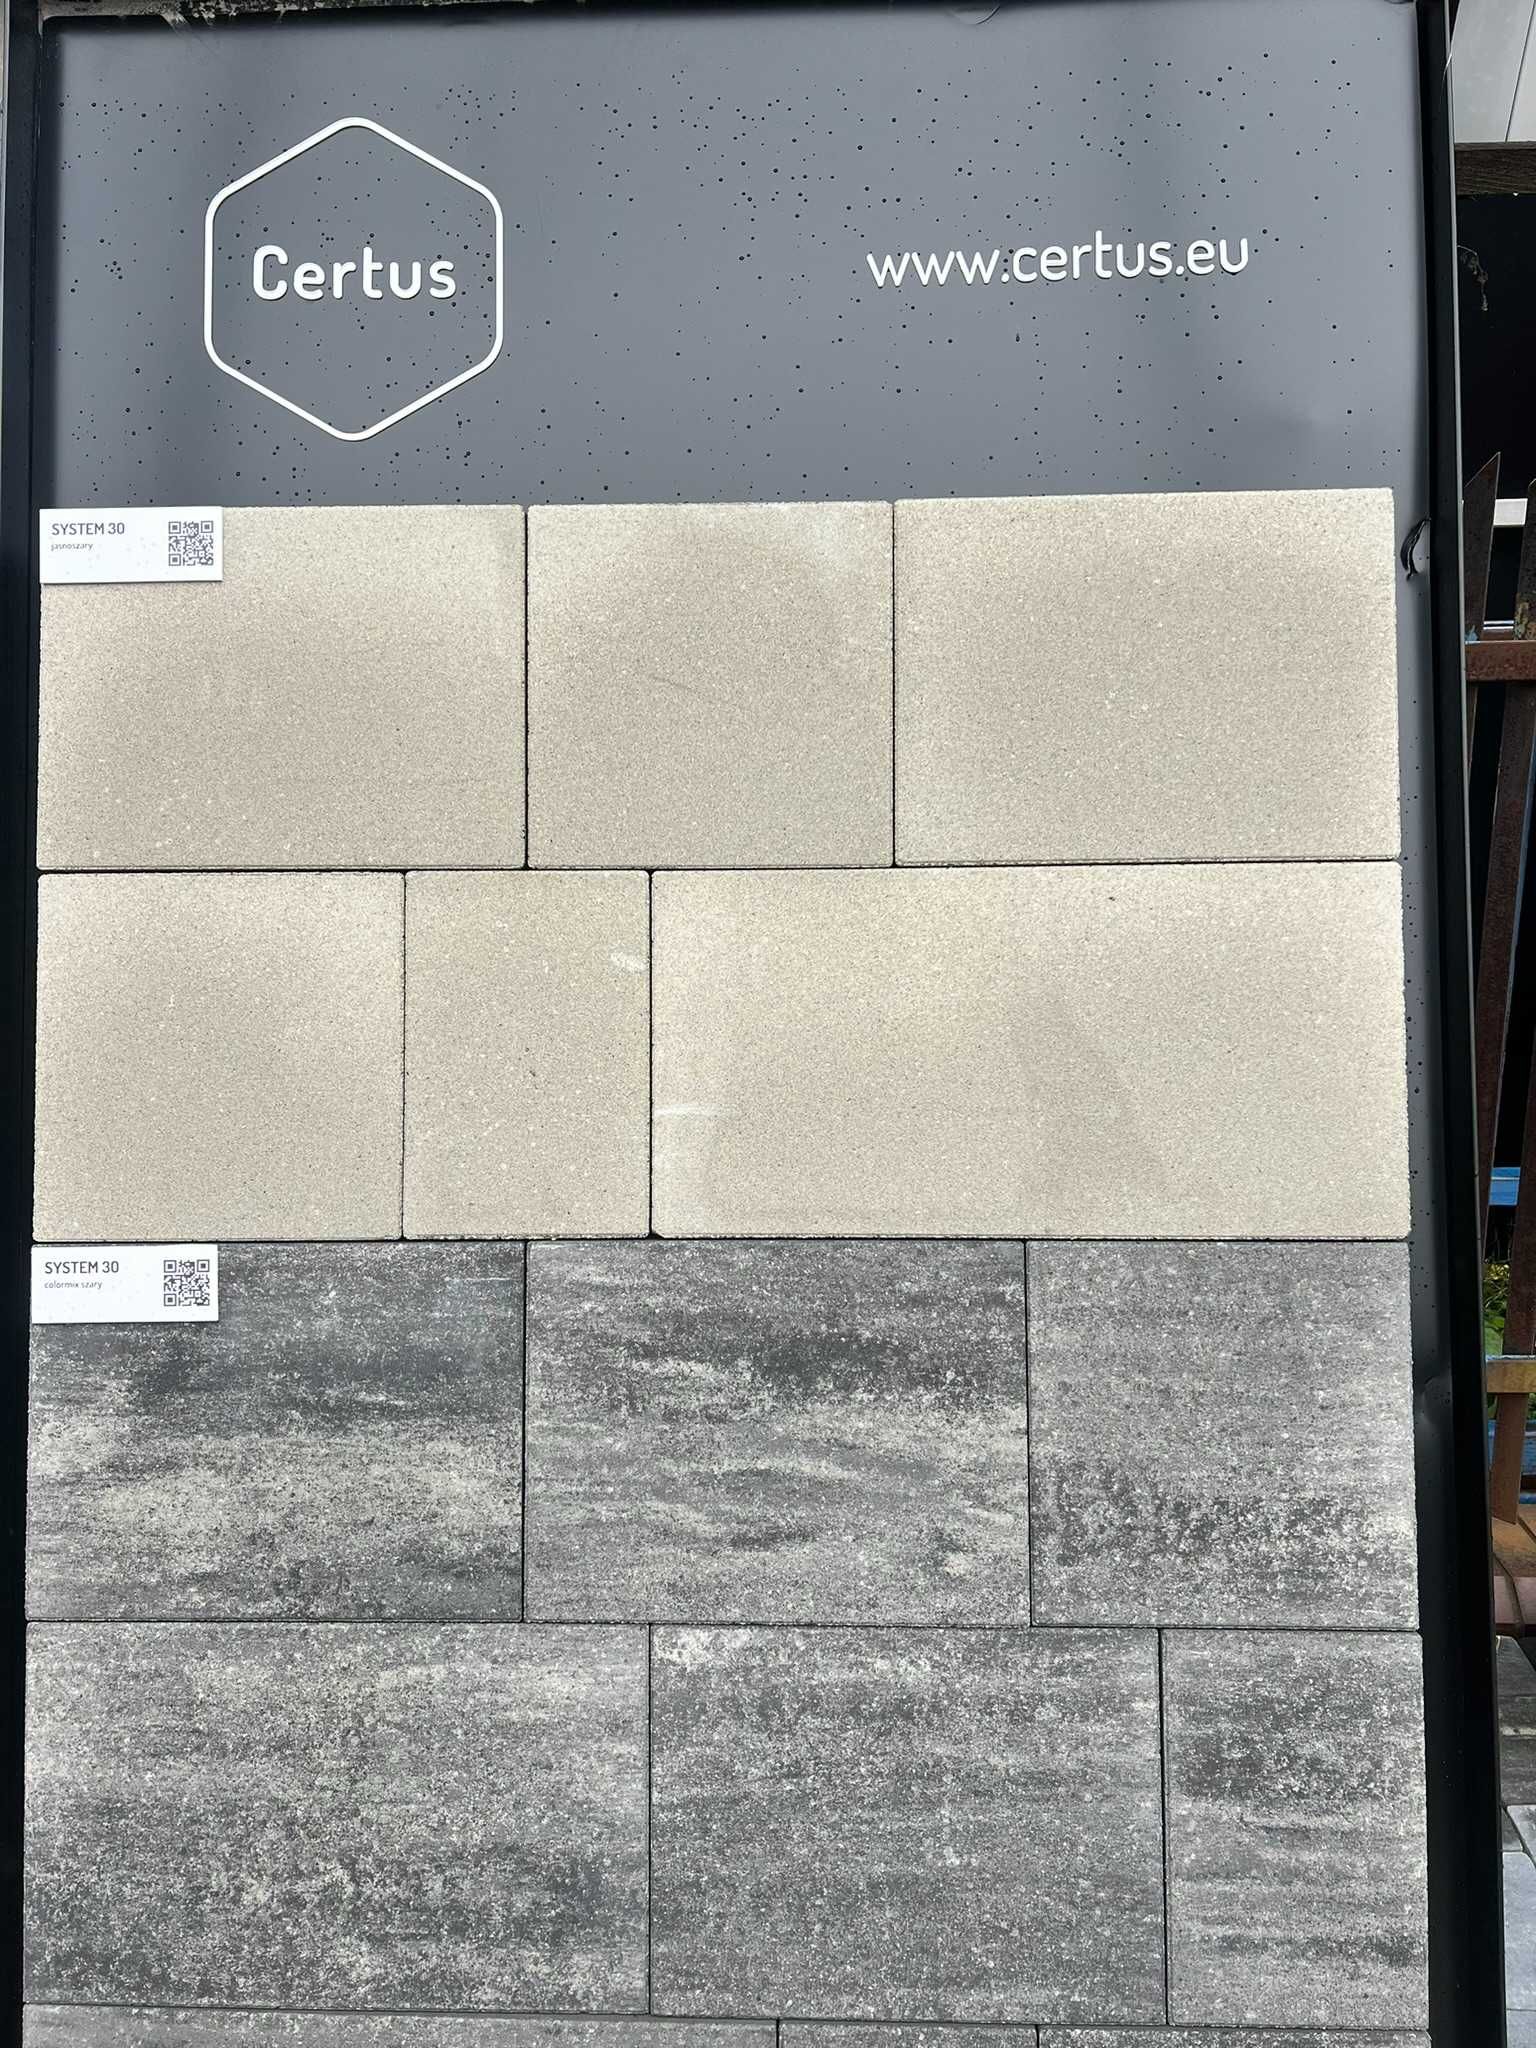 Certus
www.certus.eu
SYSTEM 30
jasnoszary
SYSTEM 30
colormix szary